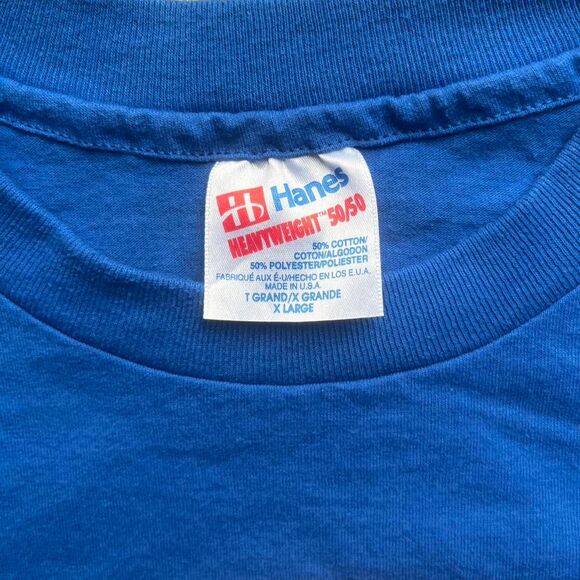 Hanes
HEAVYWEIGHT™ 50/50
50% COTTON/
COTON/ALGODON
50% POLYESTER/POLIESTER
FABRIQUÉ AUX É-U/HECHO EN LOS E.U.A.
MADE IN U.S.A.
T GRAND/X GRANDE
X LARGE